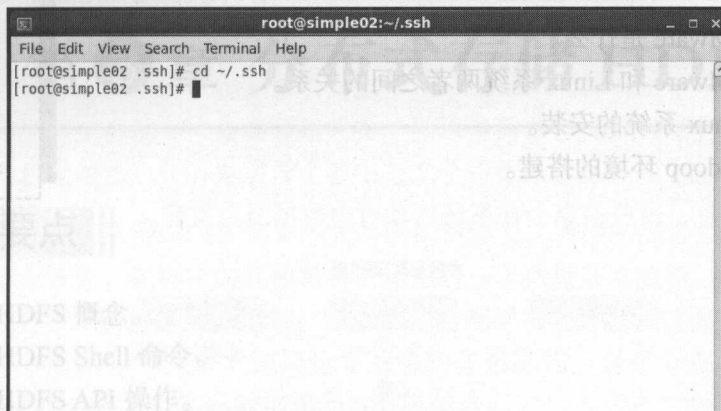 root@simple02:~/.ssh
File Edit View Search Terminal Help
[root@simple02 .ssh]# cd ~/.ssh
[root@simple02 .ssh]#
ware 和 Linux 系统两者之间的关系。
ux 系统的安装。
doop 环境的搭建。
要点
HDFS 概念。
HDFS Shell 命令。
HDFS API 操作。